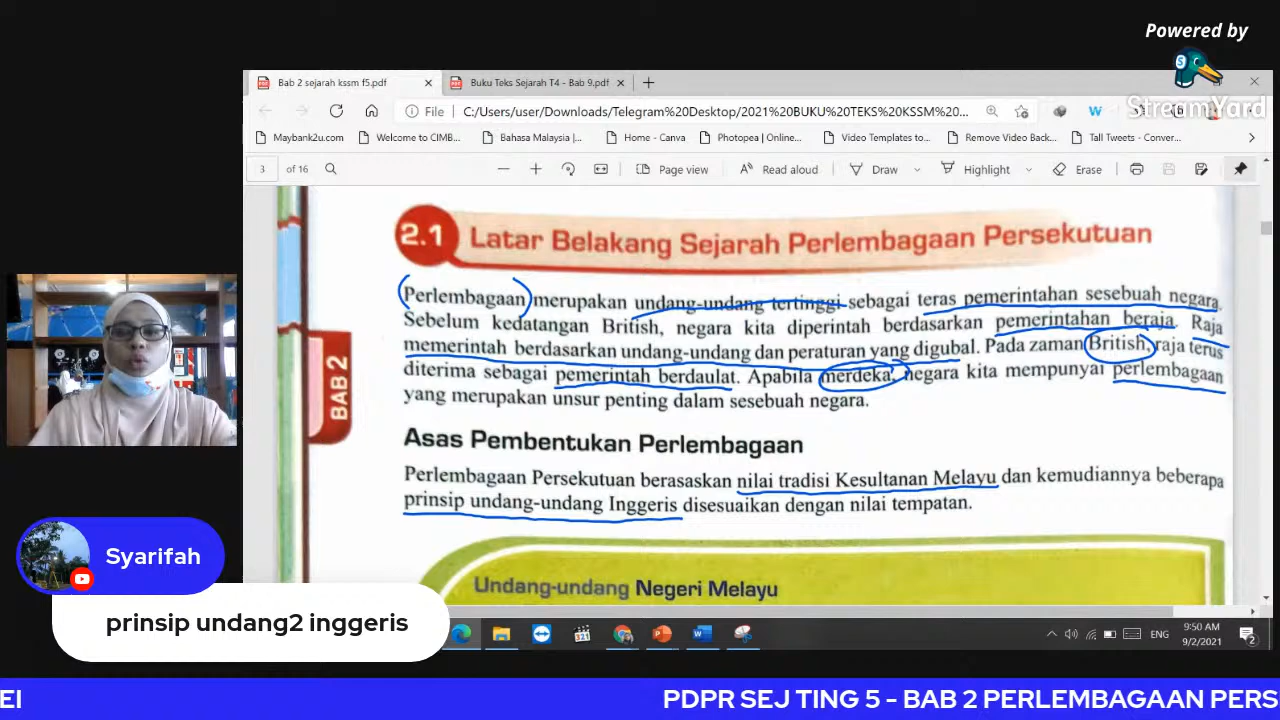 Powered by
StreamYard
Bab 2 sejarah kssm f5.pdf
Buku Teks Sejarah T4 - Bab 9.pdf
File
C:/Users/user/Downloads/Telegram%20Desktop/2021%20BUKU%20TEKS%20KSSM%20...
Maybank2u.com
Welcome to CIMB...
Bahasa Malaysia |...
Home - Canva
Photopea | Online...
Video Templates to...
Remove Video Back...
Tall Tweets - Conver...
3 of 16
Page view
Read aloud
Draw
Highlight
Erase
2.1 Latar Belakang Sejarah Perlembagaan Persekutuan
Perlembagaan merupakan undang-undang tertinggi sebagai teras pemerintahan sesebuah negara.
Sebelum kedatangan British, negara kita diperintah berdasarkan pemerintahan beraja. Raja
memerintah berdasarkan undang-undang dan peraturan yang digubal. Pada zaman British, raja terus
diterima sebagai pemerintah berdaulat. Apabila merdeka, negara kita mempunyai perlembagaan
yang merupakan unsur penting dalam sesebuah negara.
BAB 2
Asas Pembentukan Perlembagaan
Perlembagaan Persekutuan berasaskan nilai tradisi Kesultanan Melayu dan kemudiannya beberapa
prinsip undang-undang Inggeris disesuaikan dengan nilai tempatan.
Undang-undang Negeri Melayu
Syarifah
prinsip undang2 inggeris
ENG
9:50 AM
9/2/2021
2
EI
PDPR SEJ TING 5 - BAB 2 PERLEMBAGAAN PERS